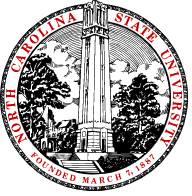 NORTH CAROLINA STATE UNIVERSITY
FOUNDED MARCH 7, 1887